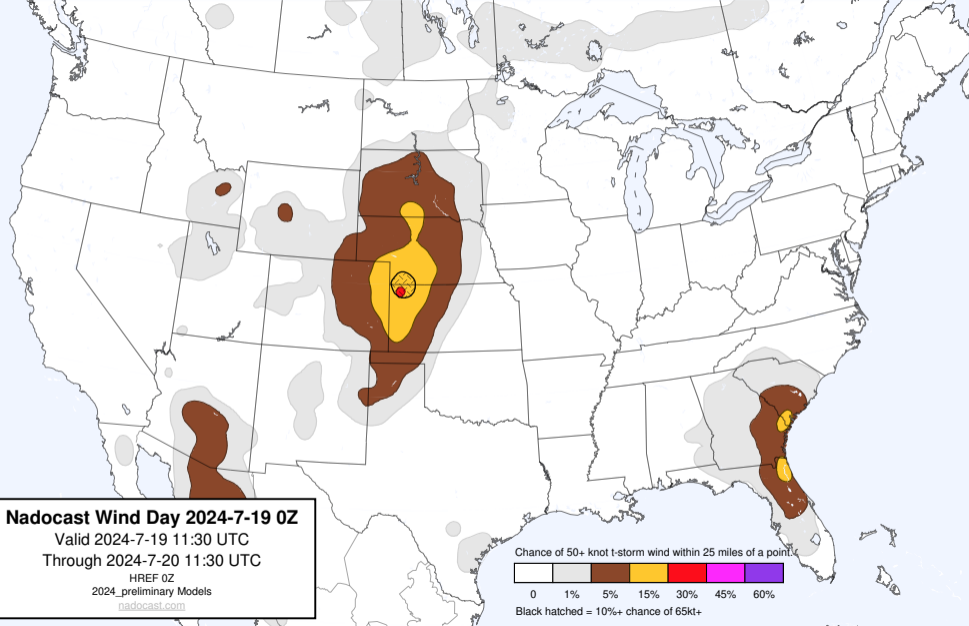 Nadocast Wind Day 2024-7-19 0Z
Valid 2024-7-19 11:30 UTC
Through 2024-7-20 11:30 UTC
HREF 0Z
2024_preliminary Models
nadocast.com
Chance of 50+ knot t-storm wind within 25 miles of a point.
0 1% 5% 15% 30% 45% 60%
Black hatched = 10%+ chance of 65kt+